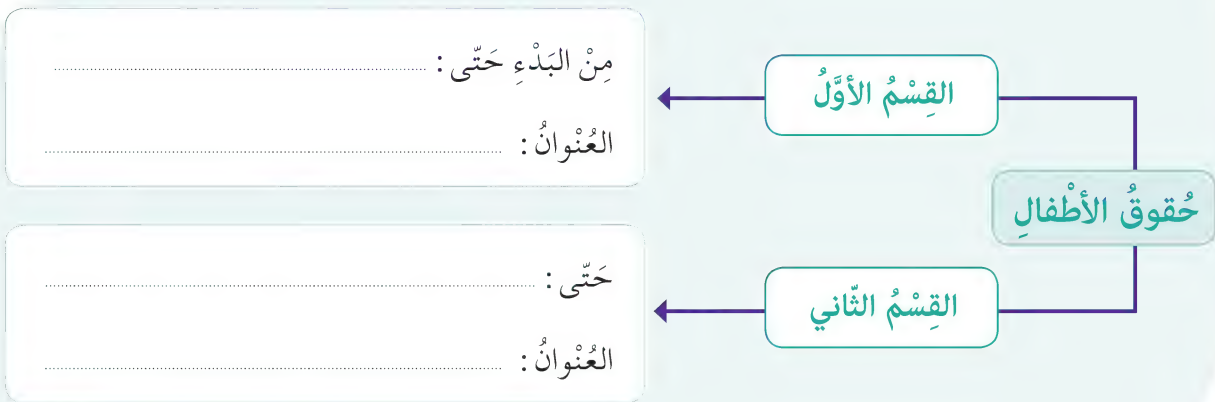 حُقوقُ الأطْفالِ
القِسْمُ الأوَّلُ
مِنْ البَدْءِ حَتّى :
العُنْوانُ :
القِسْمُ الثّاني
حَتّى :
العُنْوانُ :